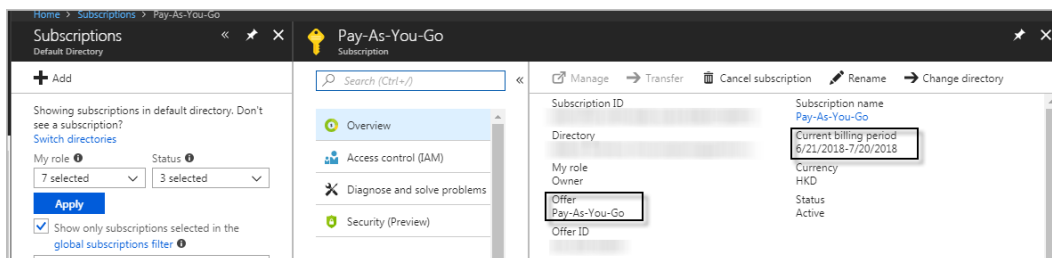 Home > Subscriptions > Pay-As-You-Go
Subscriptions
Default Directory
Add
Showing subscriptions in default directory. Don't
see a subscription?
Switch directories
My role
Status
7 selected
3 selected
Apply
Show only subscriptions selected in the
global subscriptions filter
Pay-As-You-Go
Subscription
Search (Ctrl+/)
Overview
Access control (IAM)
Diagnose and solve problems
Security (Preview)
Manage
Transfer
Cancel subscription
Rename
Change directory
Subscription ID
Subscription name
Pay-As-You-Go
Directory
Current billing period
6/21/2018-7/20/2018
My role
Owner
Currency
HKD
Offer
Pay-As-You-Go
Status
Active
Offer ID